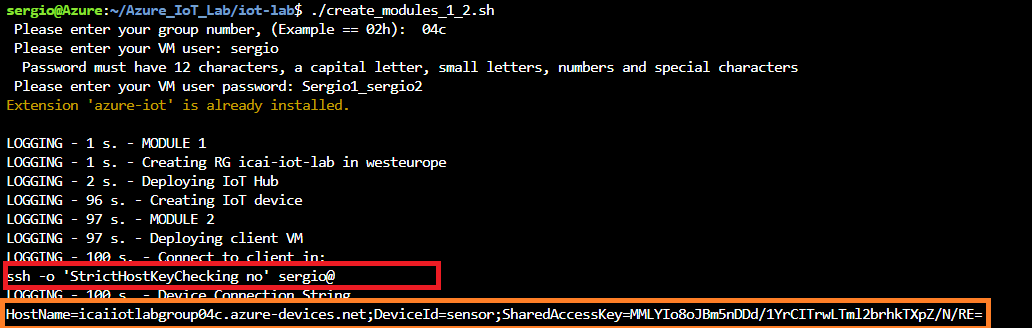 sergio@Azure:~/Azure_IoT_Lab/iot-lab$ ./create_modules_1_2.sh
Please enter your group number, (Example == 02h):  04c
Please enter your VM user: sergio
Password must have 12 characters, a capital letter, small letters, numbers and special characters
Please enter your VM user password: Sergio1_sergio2
Extension 'azure-iot' is already installed.
LOGGING - 1 s. - MODULE 1
LOGGING - 1 s. - Creating RG icai-iot-lab in westeurope
LOGGING - 2 s. - Deploying IoT Hub
LOGGING - 96 s. - Creating IoT device
LOGGING - 97 s. - MODULE 2
LOGGING - 97 s. - Deploying client VM
LOGGING - 100 s. - Connect to client in:
ssh -o 'StrictHostKeyChecking no' sergio@
LOGGING - 100 s. - Device Connection String
HostName=icaiiotlabgroup04c.azure-devices.net;DeviceId=sensor;SharedAccessKey=MMLYIo8oJBm5nDDd/1YrCITrwLTml2brhkTXpZ/N/RE=